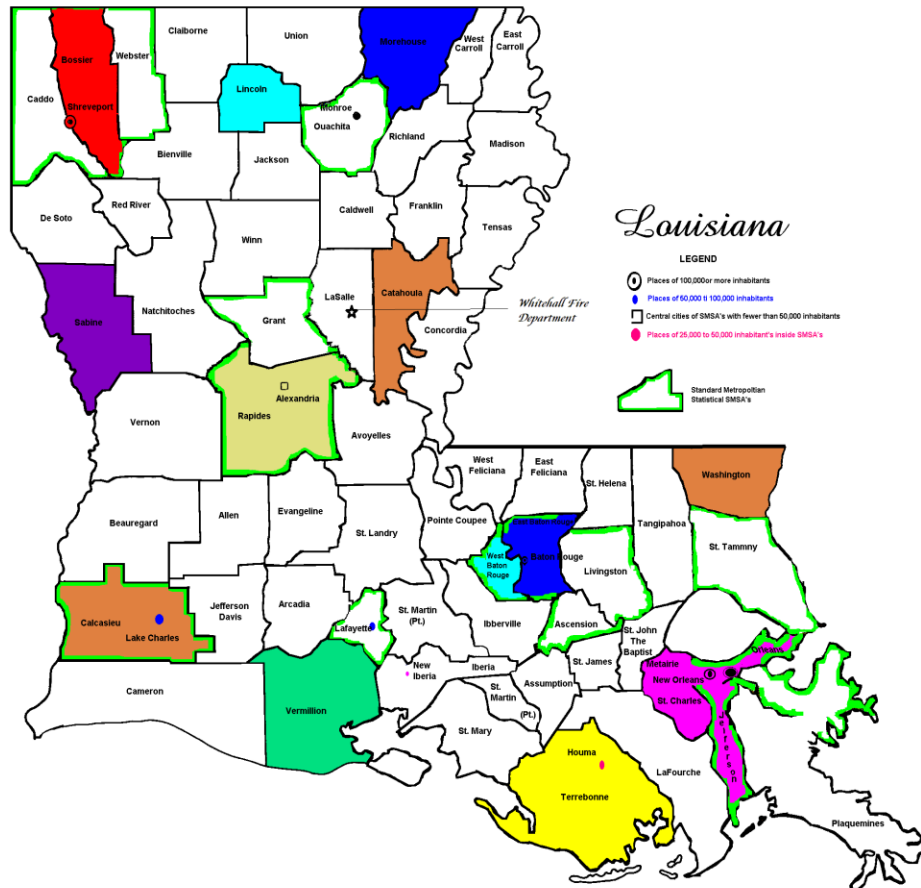 Claiborne
Union
Morehouse
West
Carroll
East
Carroll
Bossier
Webster
Caddo
Shreveport
Lincoln
Monroe
Ouachita
Richland
Madison
Bienville
Jackson
De Soto
Red River
Caldwell
Franklin
Tensas
Winn
Louisiana
LEGEND
Places of 100,000or more inhabitants
Places of 50,000 ti 100,000 inhabitants
Central cities of SMSA's with fewer than 50,000 inhabitants
Places of 25,000 to 50,000 inhabitant's inside SMSA's
Standard Metropoltian
Statistical SMSA's
Natchitoches
LaSalle
Catahoula
Whitehall Fire
Department
Sabine
Grant
Concordia
Alexandria
Rapides
Vernon
Avoyelles
West
Feliciana
East
Feliciana
St. Helena
Washington
Beauregard
Allen
Evangeline
St. Landry
Pointe Coupee
Tangipahoa
St. Tammny
Baton Rouge
West
Baton
Rouge
Livingston
Calcasieu
Lake Charles
Jefferson
Davis
Arcadia
Lafayette
St. Martin
(Pt.)
Ibberville
Ascension
St. John
The
Baptist
Orleans
Metairie
New Orleans
St. Charles
Jefferson
Cameron
Vermillion
New
Iberia
Iberia
St.
Martin
(Pt.)
Assumption
St. James
St. Mary
Houma
Terrebonne
LaFourche
Plaquemines